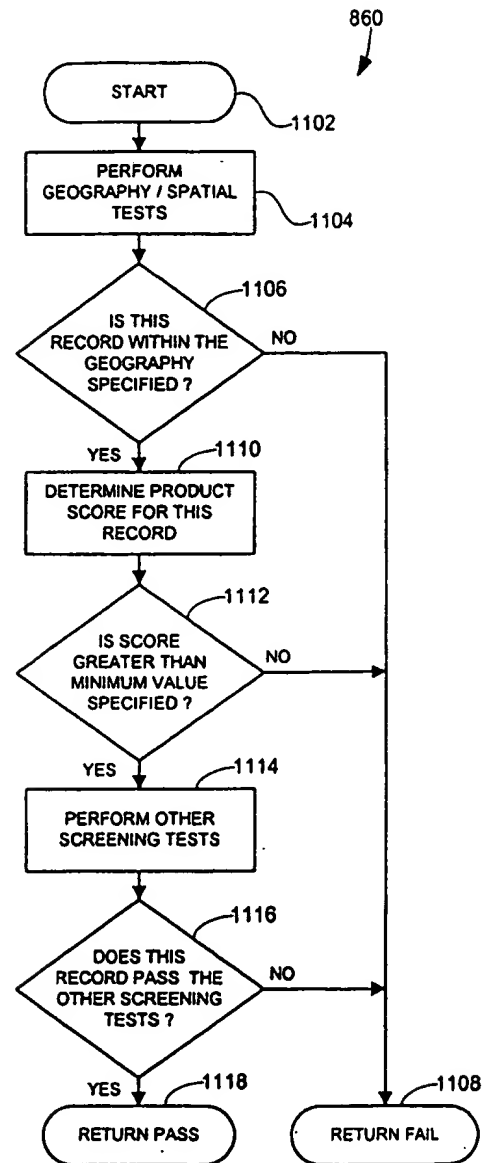 860
START
1102
PERFORM
GEOGRAPHY / SPATIAL
TESTS
1104
1106
IS THIS
RECORD WITHIN THE
GEOGRAPHY
SPECIFIED ?
NO
YES
1110
DETERMINE PRODUCT
SCORE FOR THIS
RECORD
1112
IS SCORE
GREATER THAN
MINIMUM VALUE
SPECIFIED ?
NO
YES
1114
PERFORM OTHER
SCREENING TESTS
1116
DOES THIS
RECORD PASS THE
OTHER SCREENING
TESTS ?
NO
YES
1118
RETURN PASS
1108
RETURN FAIL